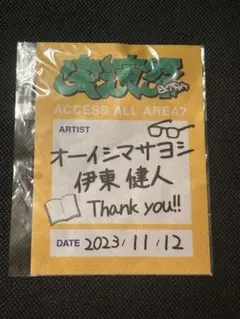 EXTRA
ACCESS ALL AREA?
ARTIST
オーイシマサヨシ
伊東 健人
Thank you!!
DATE 2023/11/12